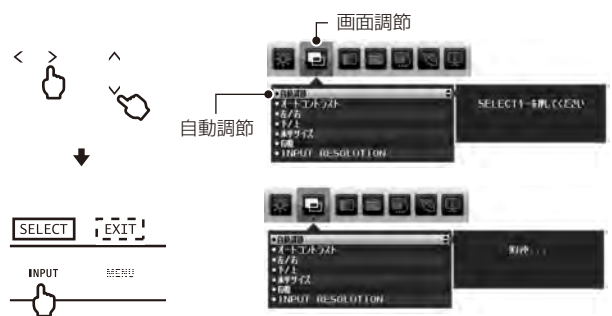 画面調節
自動調節
•自動調節
•オートコントラスト
•左/右
•下/上
•水平サイズ
•位相
•INPUT RESOLUTION
SELECTキーを押してください
SELECT
EXIT
INPUT
MENU
•自動調節
•オートコントラスト
•左/右
•下/上
•水平サイズ
•位相
•INPUT RESOLUTION
実行中...